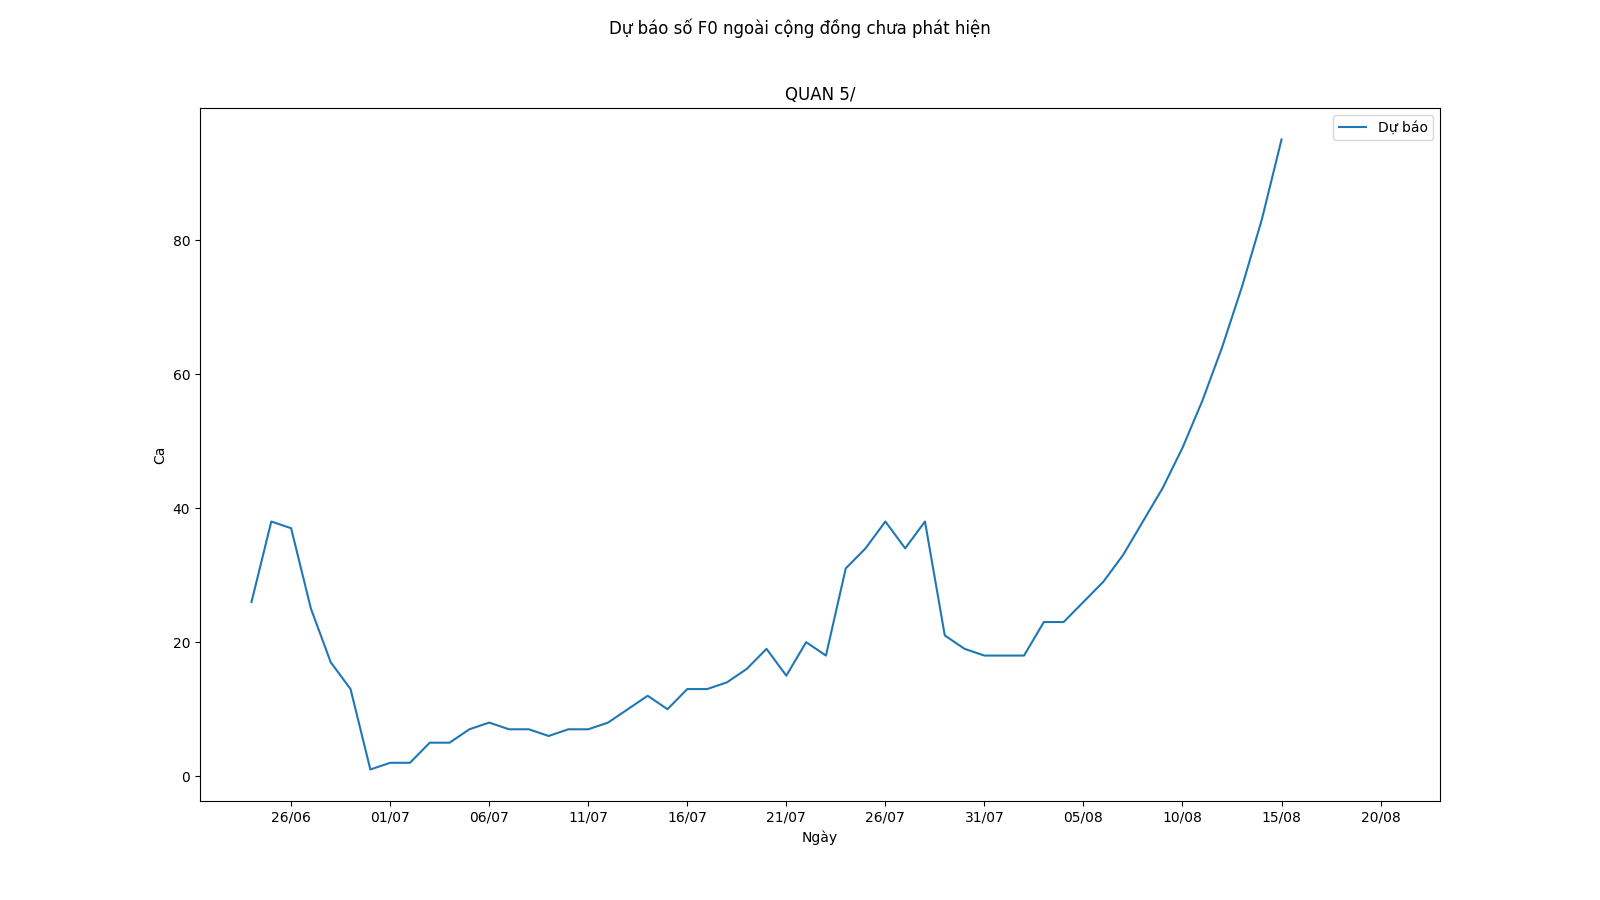 Dự báo số F0 ngoài cộng đồng chưa phát hiện
QUAN 5/
Dự báo
80
60
40
20
0
Ca
26/06 01/07 06/07 11/07 16/07 21/07 26/07 31/07 05/08 10/08 15/08 20/08
Ngày